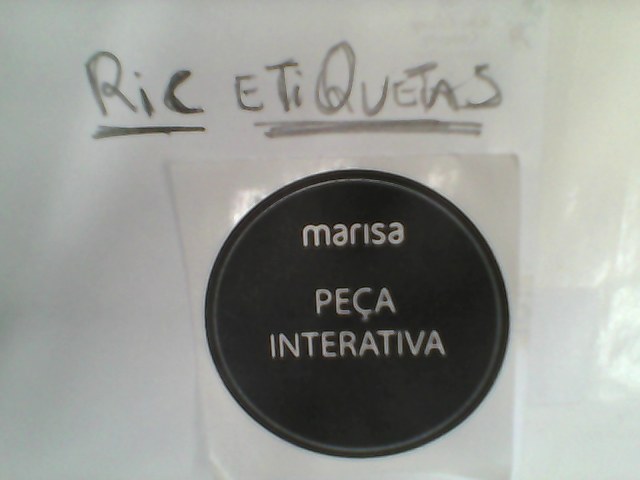 RiC ETiQUETAS
marisa
PEÇA
INTERATIVA